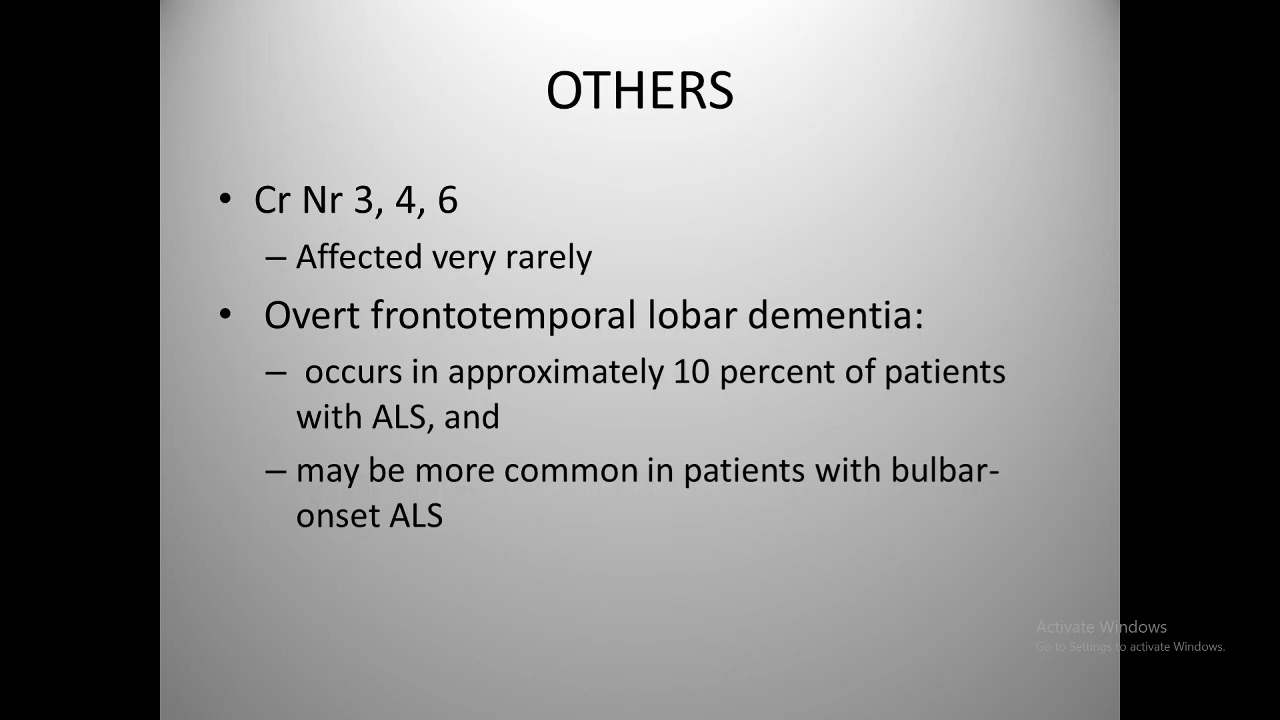 OTHERS
• Cr Nr 3, 4, 6
– Affected very rarely
• Overt frontotemporal lobar dementia:
– occurs in approximately 10 percent of patients
with ALS, and
– may be more common in patients with bulbar-
onset ALS
Activate Windows
Go to Settings to activate Windows.